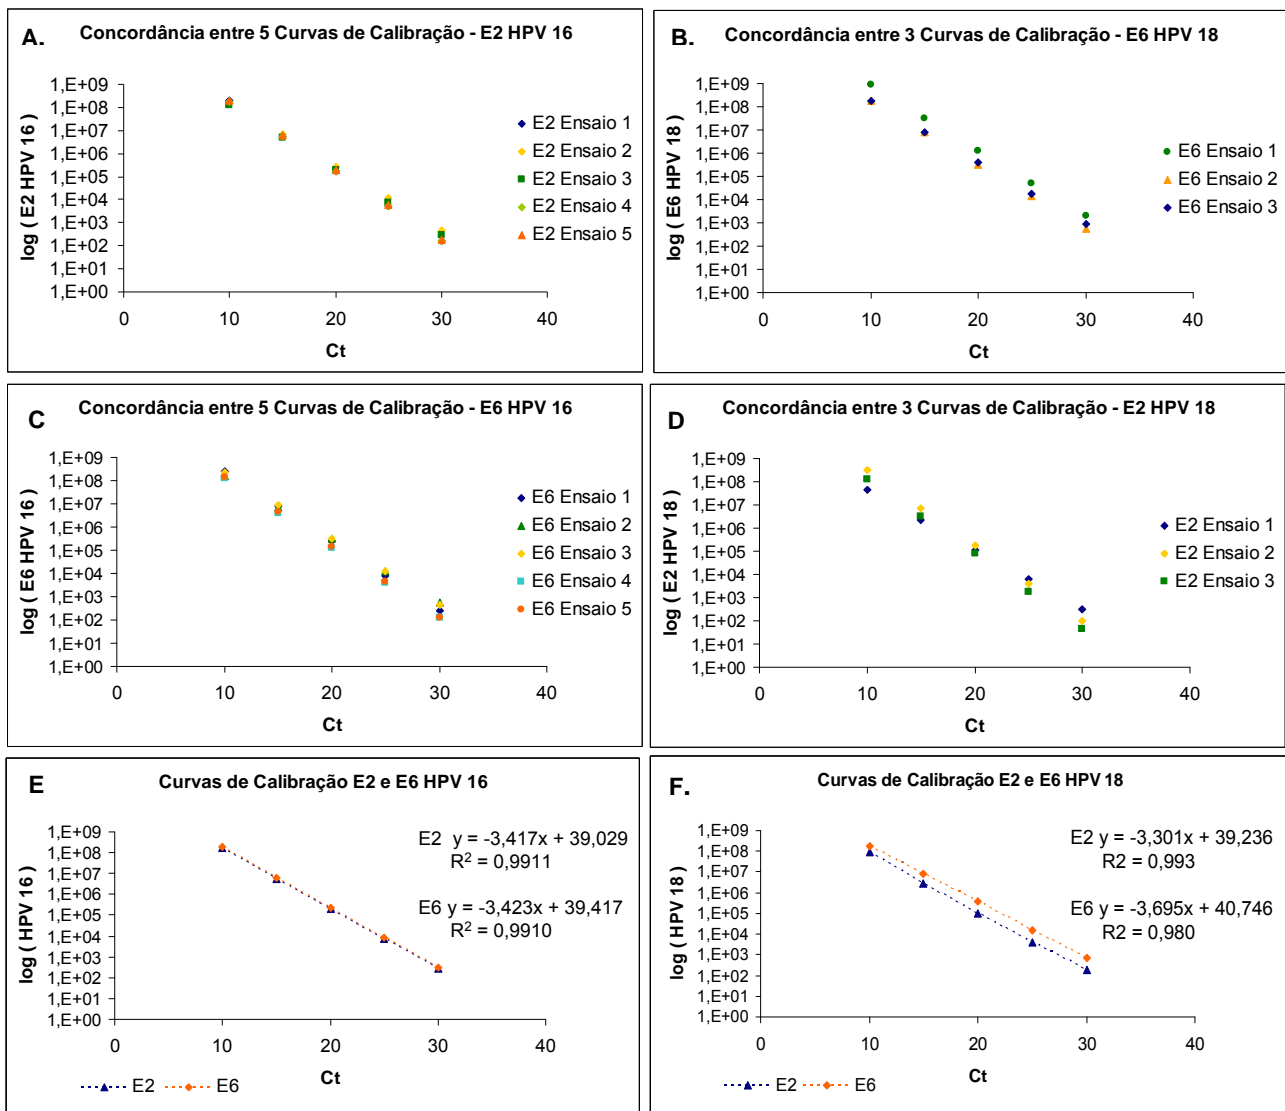 A.
Concordância entre 5 Curvas de Calibração - E2 HPV 16
log ( E2 HPV 16 )
1,E+09
1,E+08
1,E+07
1,E+06
1,E+05
1,E+04
1,E+03
1,E+02
1,E+01
1,E+00
0 10 20 30 40
Ct
E2 Ensaio 1
E2 Ensaio 2
E2 Ensaio 3
E2 Ensaio 4
E2 Ensaio 5
B.
Concordância entre 3 Curvas de Calibração - E6 HPV 18
log ( E6 HPV 18 )
1,E+09
1,E+08
1,E+07
1,E+06
1,E+05
1,E+04
1,E+03
1,E+02
1,E+01
1,E+00
0 10 20 30 40
Ct
E6 Ensaio 1
E6 Ensaio 2
E6 Ensaio 3
C
Concordância entre 5 Curvas de Calibração - E6 HPV 16
log ( E6 HPV 16 )
1,E+09
1,E+08
1,E+07
1,E+06
1,E+05
1,E+04
1,E+03
1,E+02
1,E+01
1,E+00
0 10 20 30 40
Ct
E6 Ensaio 1
E6 Ensaio 2
E6 Ensaio 3
E6 Ensaio 4
E6 Ensaio 5
D
Concordância entre 3 Curvas de Calibração - E2 HPV 18
log ( E2 HPV 18 )
1,E+09
1,E+08
1,E+07
1,E+06
1,E+05
1,E+04
1,E+03
1,E+02
1,E+01
1,E+00
0 10 20 30 40
Ct
E2 Ensaio 1
E2 Ensaio 2
E2 Ensaio 3
E
Curvas de Calibração E2 e E6 HPV 16
log ( HPV 16 )
1,E+09
1,E+08
1,E+07
1,E+06
1,E+05
1,E+04
1,E+03
1,E+02
1,E+01
1,E+00
0 10 20 30 40
Ct
E2 y = -3,417x + 39,029
R² = 0,9911
E6 y = -3,423x + 39,417
R² = 0,9910
E2 E6
F.
Curvas de Calibração E2 e E6 HPV 18
log ( HPV 18 )
1,E+09
1,E+08
1,E+07
1,E+06
1,E+05
1,E+04
1,E+03
1,E+02
1,E+01
1,E+00
0 10 20 30 40
Ct
E2 y = -3,301x + 39,236
R2 = 0,993
E6 y = -3,695x + 40,746
R2 = 0,980
E2 E6